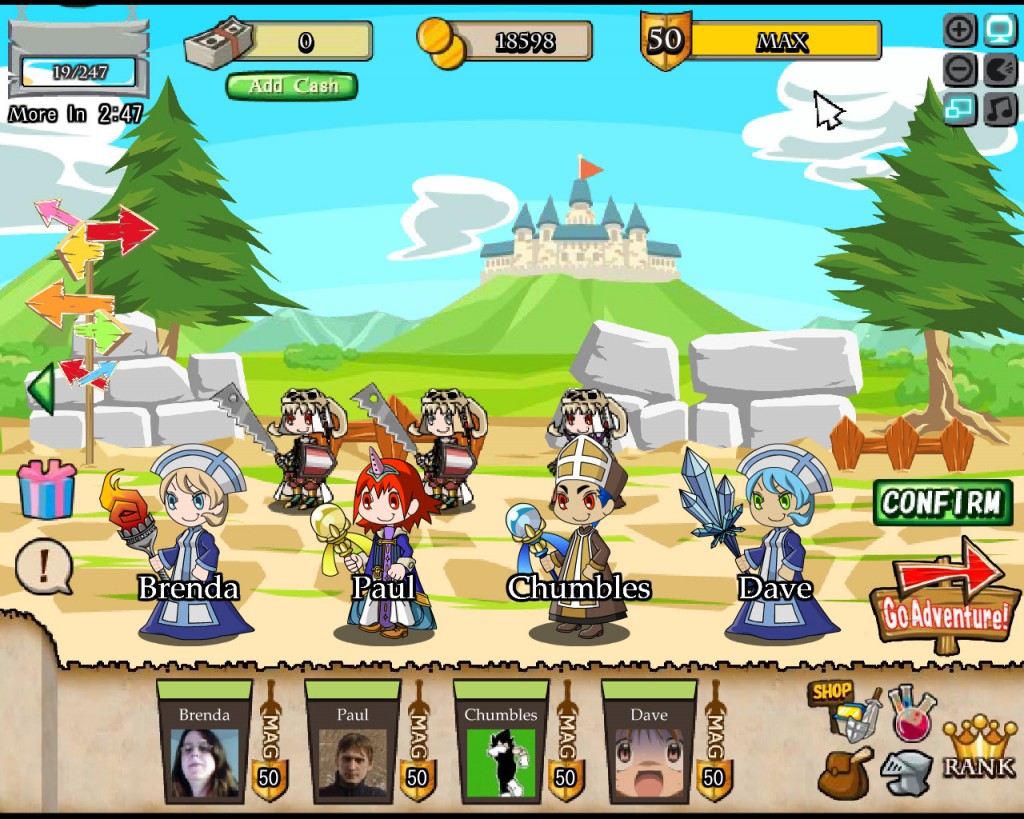 0
18598
50
MAX
19/247
Add Cash
More In 2:47
CONFIRM
Brenda
Paul
Chumbles
Dave
Go Adventure!
Brenda
MAG
50
Paul
MAG
50
Chumbles
MAG
50
Dave
MAG
50
SHOP
RANK